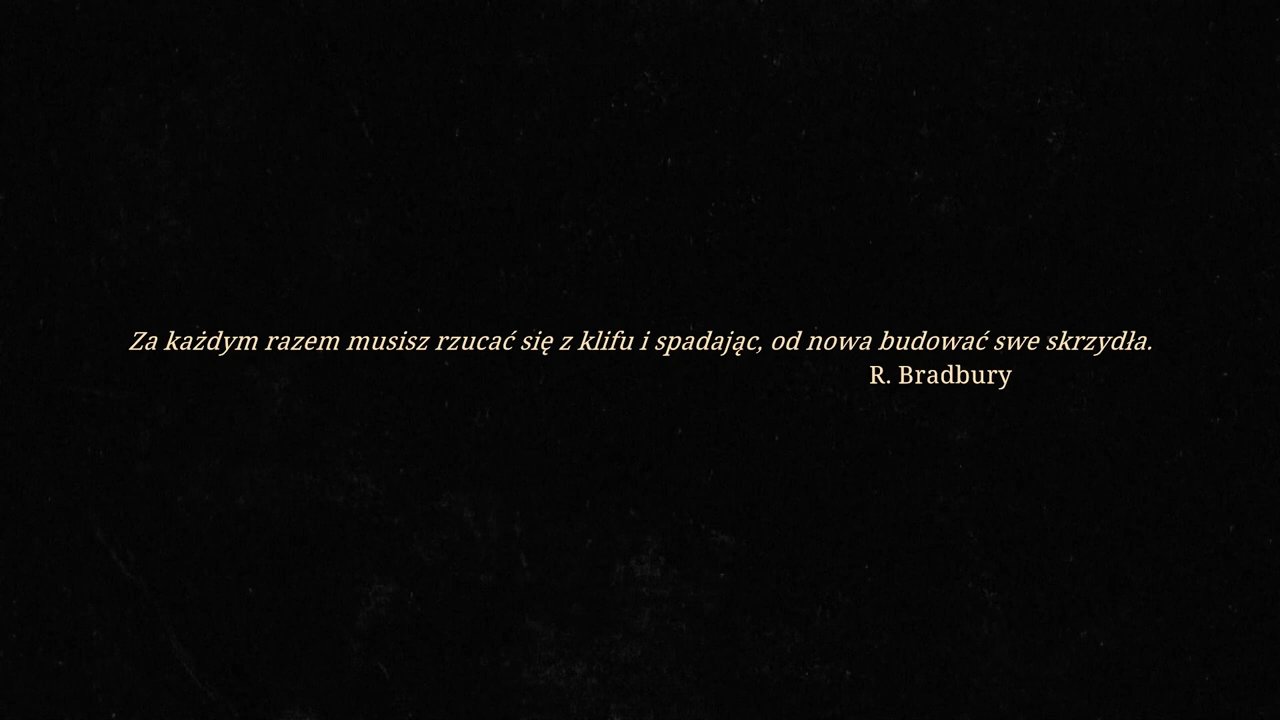 Za każdym razem musisz rzucać się z klifu i spadając, od nowa budować swe skrzydła.
R. Bradbury